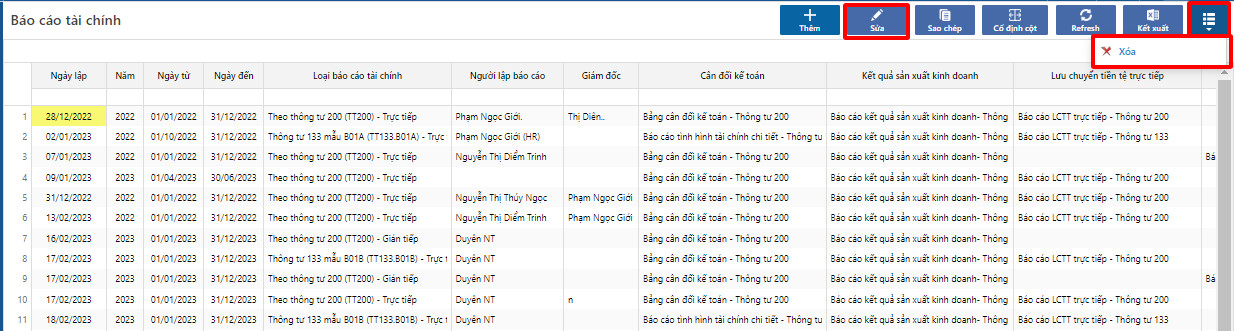 Báo cáo tài chính
Thêm Sửa Sao chép Cố định cột Refresh Kết xuất
Xóa
Ngày lập Năm Ngày từ Ngày đến Loại báo cáo tài chính Người lập báo cáo Giám đốc Cân đối kế toán Kết quả sản xuất kinh doanh Lưu chuyển tiền tệ trực tiếp
1 28/12/2022 2022 01/01/2022 31/12/2022 Theo thông tư 200 (TT200) - Trực tiếp Phạm Ngọc Giới. Thị Diên.. Bảng cân đối kế toán - Thông tư 200 Báo cáo kết quả sản xuất kinh doanh- Thông Báo cáo LCTT trực tiếp - Thông tư 200
2 02/01/2023 2022 01/10/2022 31/12/2022 Thông tư 133 mẫu B01A (TT133.B01A) - Trực Phạm Ngọc Giới (HR) Báo cáo tình hình tài chính chi tiết - Thông tư Báo cáo kết quả sản xuất kinh doanh- Thông Báo cáo LCTT trực tiếp - Thông tư 133
3 07/01/2023 2022 01/01/2022 31/12/2022 Theo thông tư 200 (TT200) - Trực tiếp Nguyễn Thị Diễm Trinh Bảng cân đối kế toán - Thông tư 200 Báo cáo kết quả sản xuất kinh doanh- Thông Bá
4 09/01/2023 2023 01/04/2023 30/06/2023 Theo thông tư 200 (TT200) - Trực tiếp Bảng cân đối kế toán - Thông tư 200 Báo cáo kết quả sản xuất kinh doanh- Thông Báo cáo LCTT trực tiếp - Thông tư 200
5 31/12/2022 2022 01/01/2022 31/12/2022 Theo thông tư 200 (TT200) - Trực tiếp Nguyễn Thị Thúy Ngọc Phạm Ngọc Giới Bảng cân đối kế toán - Thông tư 200 Báo cáo kết quả sản xuất kinh doanh- Thông Báo cáo LCTT trực tiếp - Thông tư 200
6 13/02/2023 2022 01/01/2022 31/12/2022 Theo thông tư 200 (TT200) - Trực tiếp Nguyễn Thị Diễm Trinh Phạm Ngọc Giới Bảng cân đối kế toán - Thông tư 200 Báo cáo kết quả sản xuất kinh doanh- Thông Báo cáo LCTT trực tiếp - Thông tư 200
7 16/02/2023 2023 01/01/2023 31/12/2023 Theo thông tư 200 (TT200) - Gián tiếp Duyên NT Bảng cân đối kế toán - Thông tư 200 Báo cáo kết quả sản xuất kinh doanh- Thông
8 17/02/2023 2023 01/01/2023 31/12/2023 Thông tư 133 mẫu B01B (TT133.B01B) - Trực t Duyên NT Bảng cân đối kế toán - Thông tư 200 Báo cáo kết quả sản xuất kinh doanh- Thông Báo cáo LCTT trực tiếp - Thông tư 133
9 17/02/2023 2023 01/01/2023 31/12/2023 Theo thông tư 200 (TT200) - Gián tiếp Duyên NT Bảng cân đối kế toán - Thông tư 200 Báo cáo kết quả sản xuất kinh doanh- Thông Bá
10 17/02/2023 2023 01/01/2023 31/12/2023 Theo thông tư 200 (TT200) - Trực tiếp Duyên NT n Bảng cân đối kế toán - Thông tư 200 Báo cáo kết quả sản xuất kinh doanh- Thông Báo cáo LCTT trực tiếp - Thông tư 200
11 18/02/2023 2023 01/01/2023 31/12/2023 Thông tư 133 mẫu B01B (TT133.B01B) - Trực t Duyên NT Báo cáo tình hình tài chính chi tiết - Thông tư Báo cáo kết quả sản xuất kinh doanh- Thông Báo cáo LCTT trực tiếp - Thông tư 133